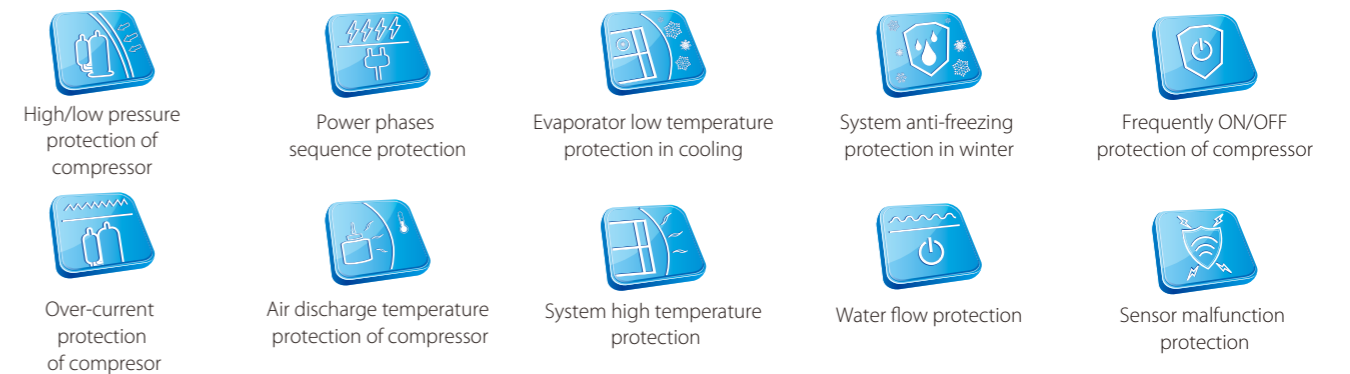 High/low pressure
protection of
compressor
Power phases
sequence protection
Evaporator low temperature
protection in cooling
System anti-freezing
protection in winter
Frequently ON/OFF
protection of compressor
Over-current
protection
of compresor
Air discharge temperature
protection of compressor
System high temperature
protection
Water flow protection
Sensor malfunction
protection